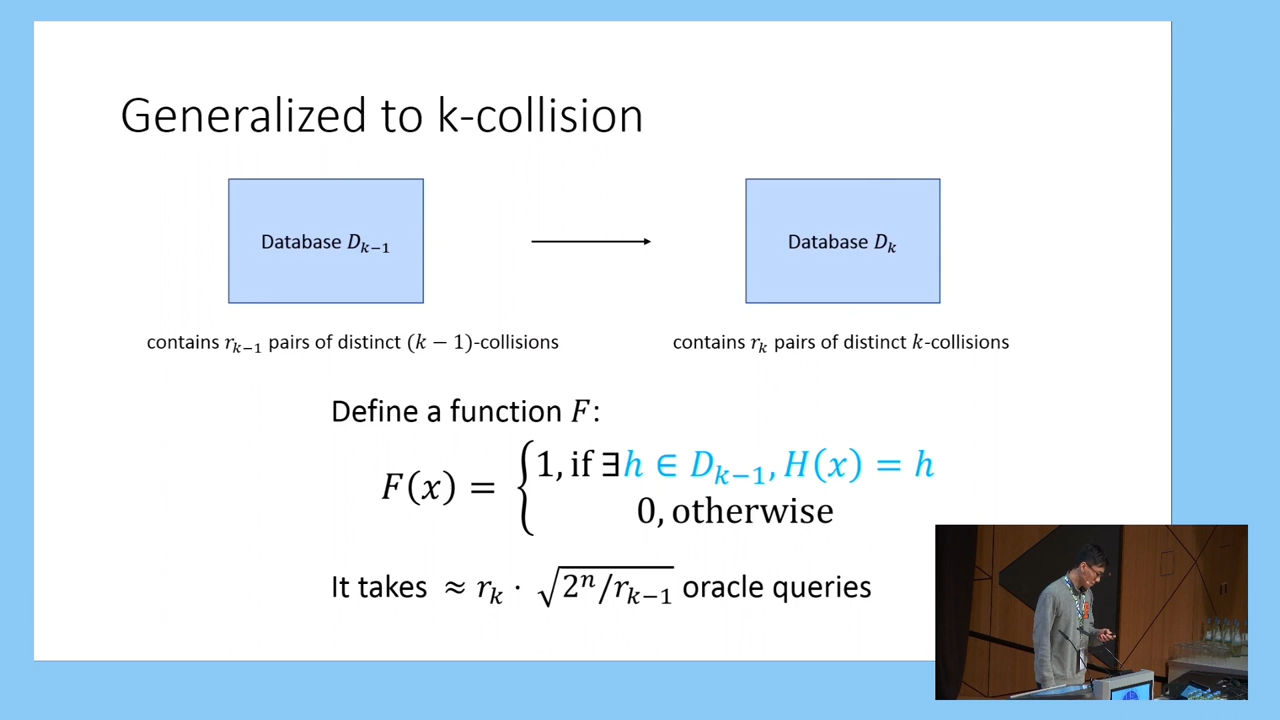 Generalized to k-collision
Database D_{k−1}
Database D_k
contains r_{k−1} pairs of distinct (k − 1)-collisions
contains r_k pairs of distinct k-collisions
Define a function F:
F(x) = { 1, if ∃h ∈ D_{k−1}, H(x) = h
0, otherwise
It takes ≈ r_k · √(2^n/r_{k−1}) oracle queries